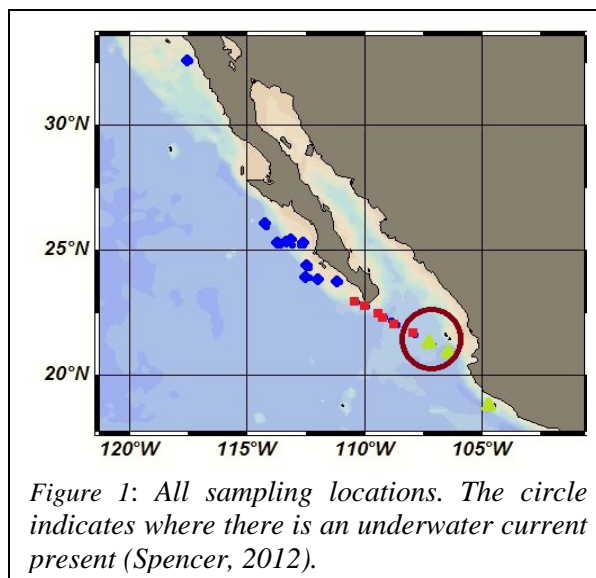 30°N
25°N
20°N
120°W 115°W 110°W 105°W
Figure 1: All sampling locations. The circle
indicates where there is an underwater current
present (Spencer, 2012).